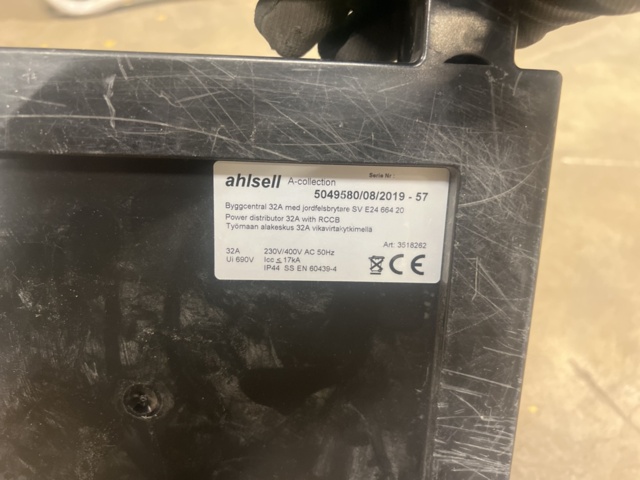 ahlsell A-collection Serie Nr:
5049580/08/2019 - 57
Byggcentral 32A med jordfelsbrytare SV E24 664 20
Power distributor 32A with RCCB
Työmaan alakeskus 32A vikavirtakytkimellä
Art: 3618262
32A 230V/400V AC 50Hz
Ui 690V Icc ≤ 17kA
IP44 SS EN 60439-4
CE